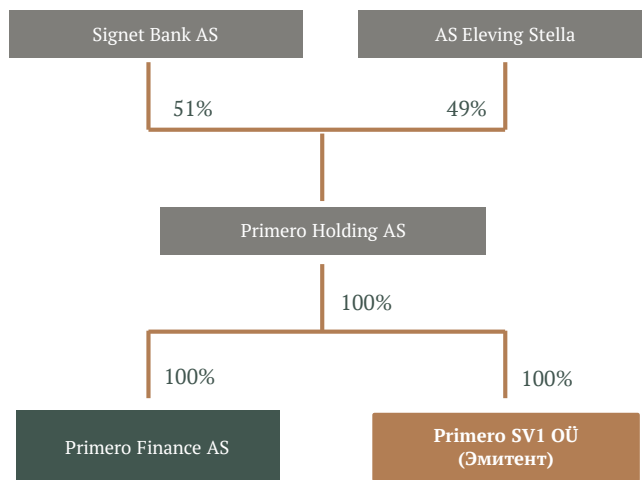 Signet Bank AS
AS Eleving Stella
51%
49%
Primero Holding AS
100%
100%
100%
Primero Finance AS
Primero SV1 OÜ
(Эмитент)